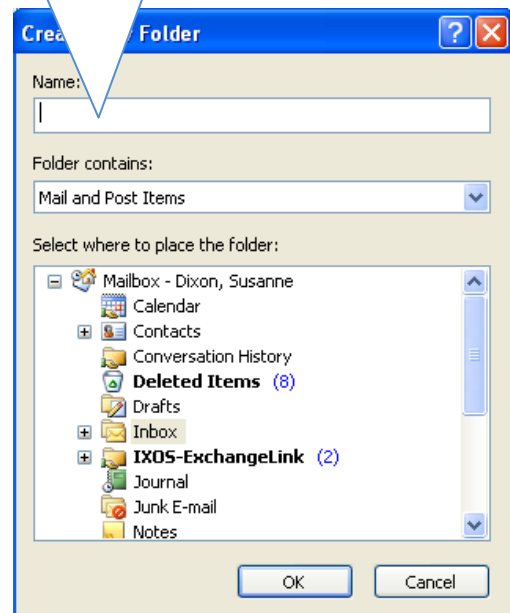 Crea Folder
Name:
Folder contains:
Mail and Post Items
Select where to place the folder:
Mailbox - Dixon, Susanne
Calendar
Contacts
Conversation History
Deleted Items (8)
Drafts
Inbox
IXOS-ExchangeLink (2)
Journal
Junk E-mail
Notes
OK Cancel